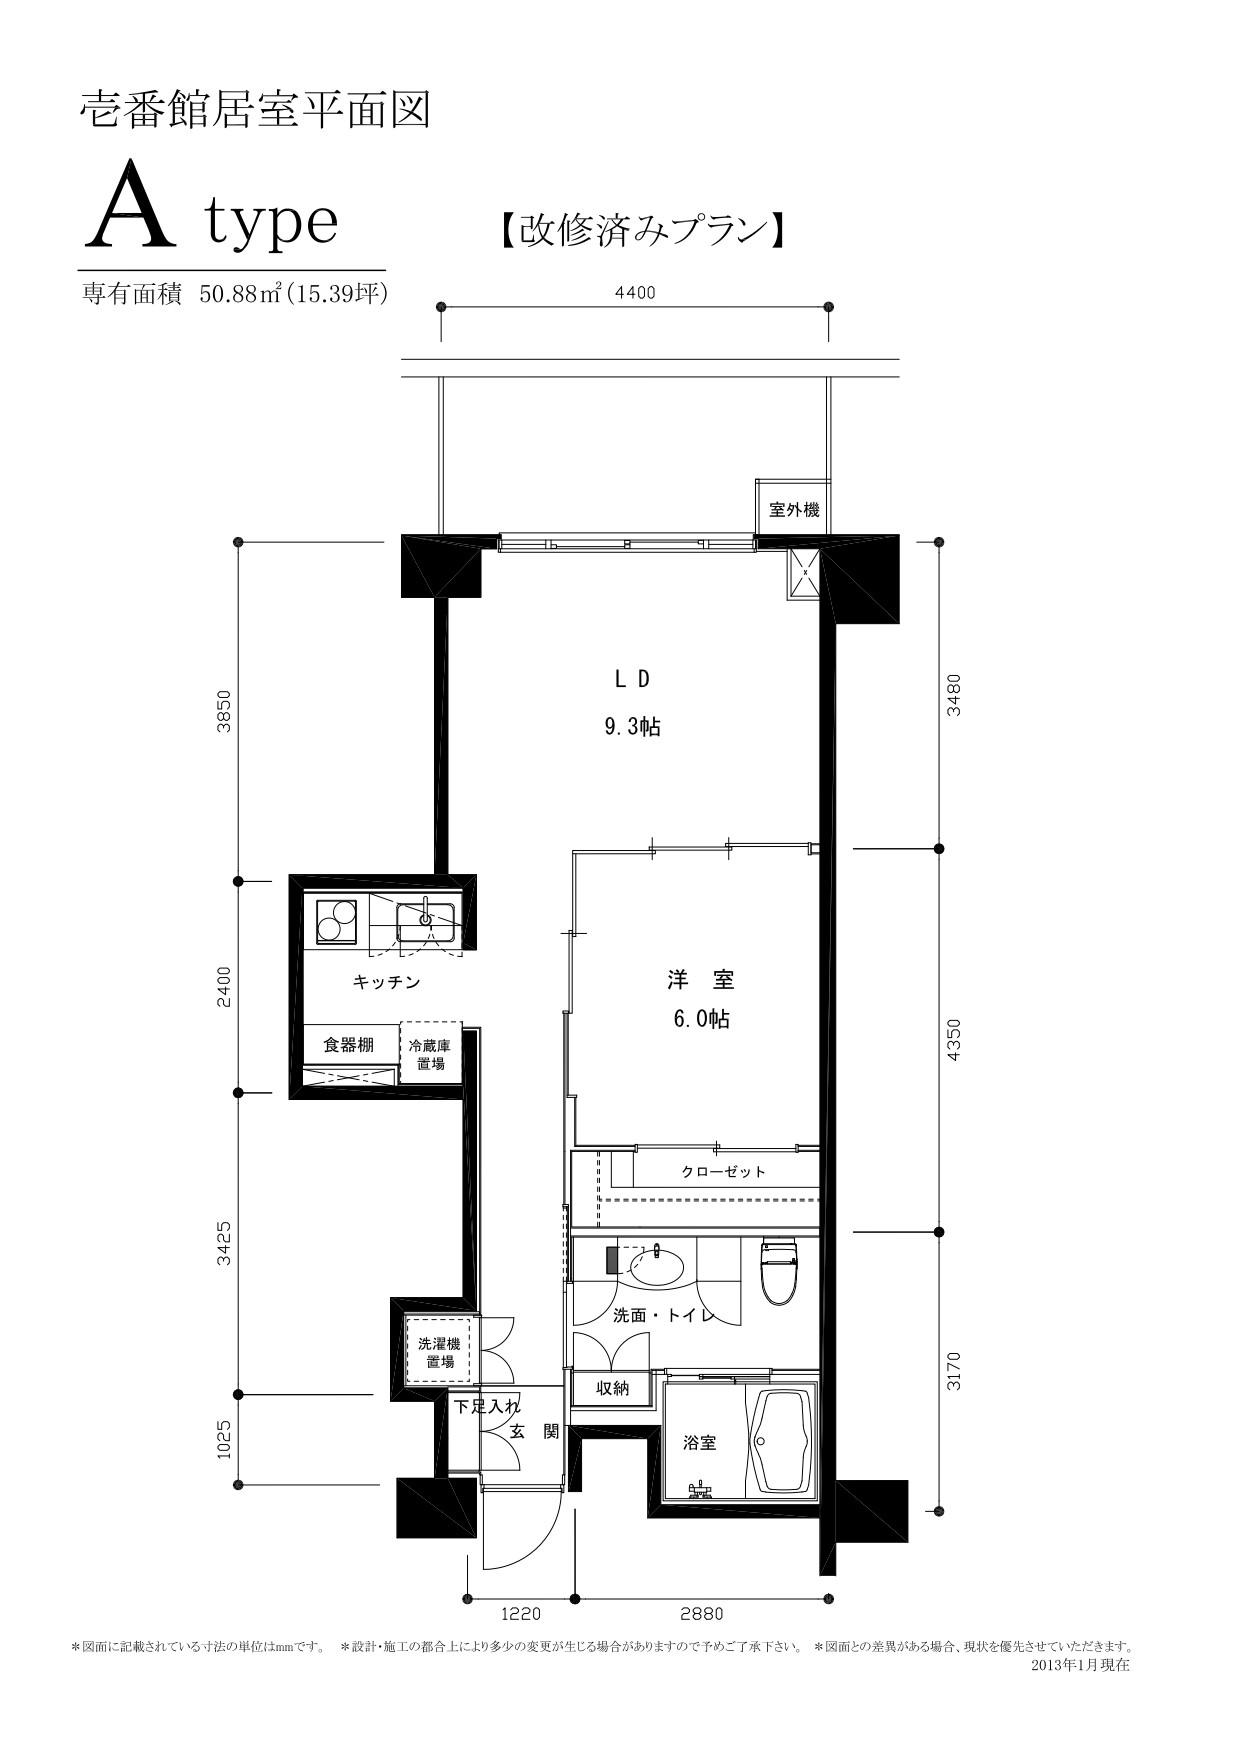 壱番館居室平面図
A type
【改修済みプラン】
専有面積 50.88㎡(15.39坪)
4400
室外機
LD
9.3帖
3850
3480
キッチン
2400
洋 室
6.0帖
4350
食器棚
冷蔵庫
置場
クローゼット
3425
洗面・トイレ
洗濯機
置場
収納
3170
下足入れ
玄 関
1025
浴室
1220
2880
＊図面に記載されている寸法の単位はmmです。 ＊設計・施工の都合上により多少の変更が生じる場合がありますので予めご了承下さい。 ＊図面との差異がある場合、現状を優先させていただきます。
2013年1月現在